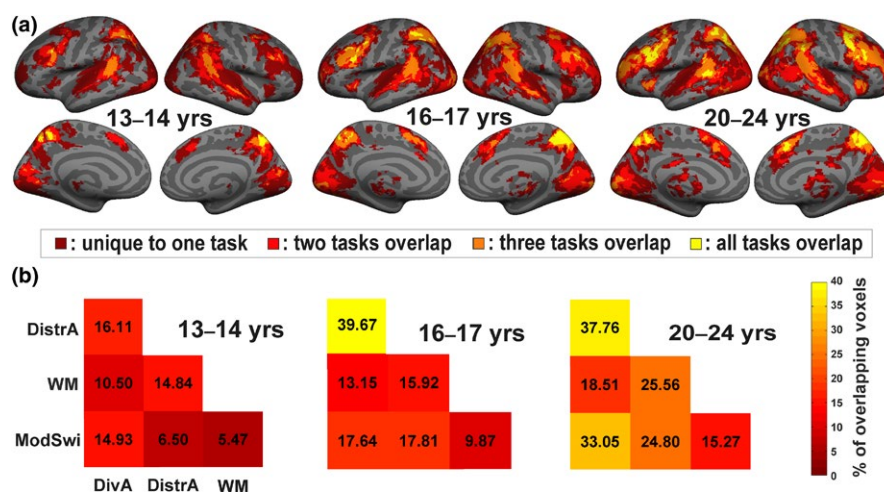 (a)
13–14 yrs 16–17 yrs 20–24 yrs
: unique to one task : two tasks overlap : three tasks overlap : all tasks overlap
(b)
DistrA 16.11 13–14 yrs 39.67 16–17 yrs 37.76 20–24 yrs
WM 10.50 14.84 13.15 15.92 18.51 25.56
ModSwi 14.93 6.50 5.47 17.64 17.81 9.87 33.05 24.80 15.27
DivA DistrA WM
40
35
30
25
20
15
10
5
0
% of overlapping voxels